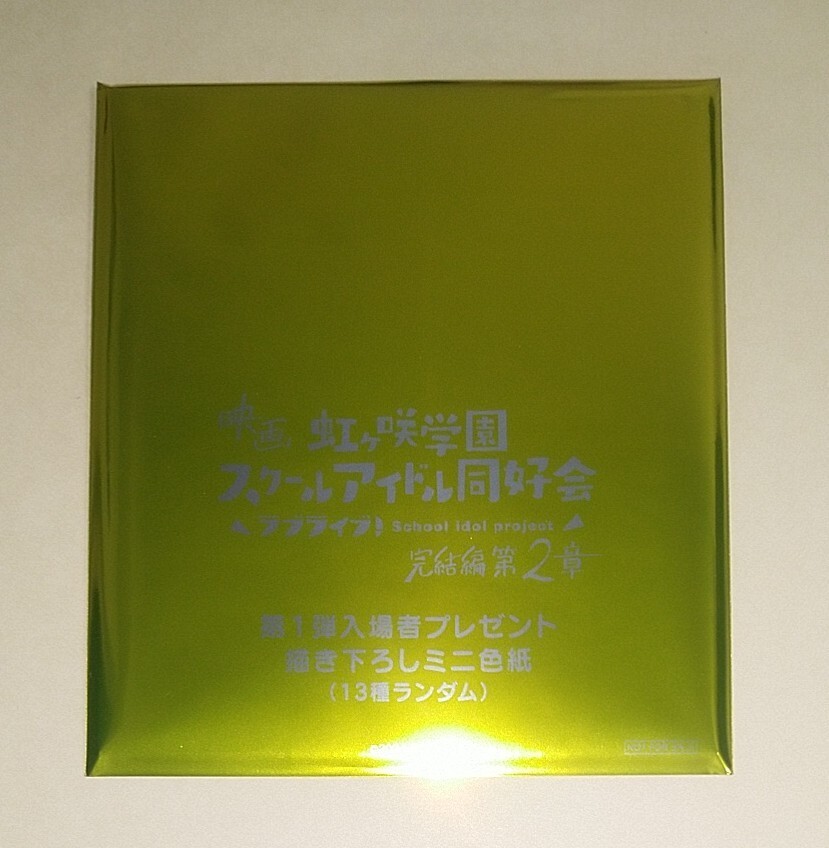 映画 虹ヶ咲学園
スクールアイドル同好会
ラブライブ! School idol project
完結編 第2章
第1弾入場者プレゼント
描き下ろしミニ色紙
(13種ランダム)
NOT FOR SALE